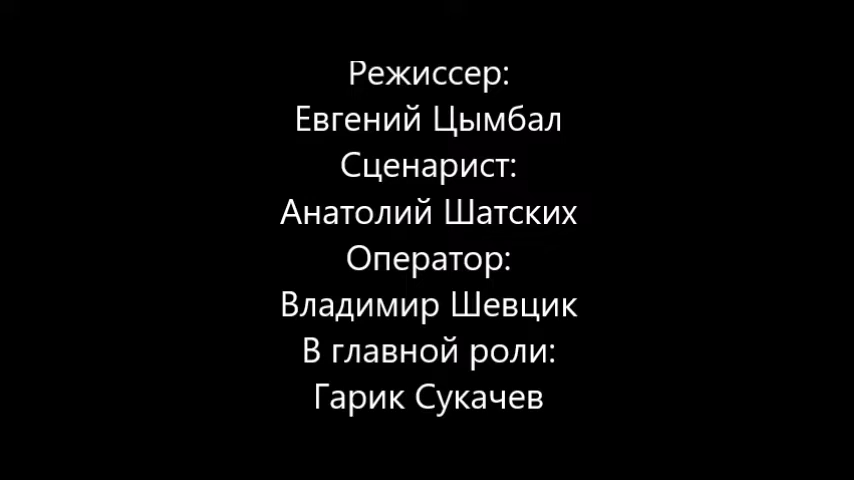 Режиссер:
Евгений Цымбал
Сценарист:
Анатолий Шатских
Оператор:
Владимир Шевцик
В главной роли:
Гарик Сукачев